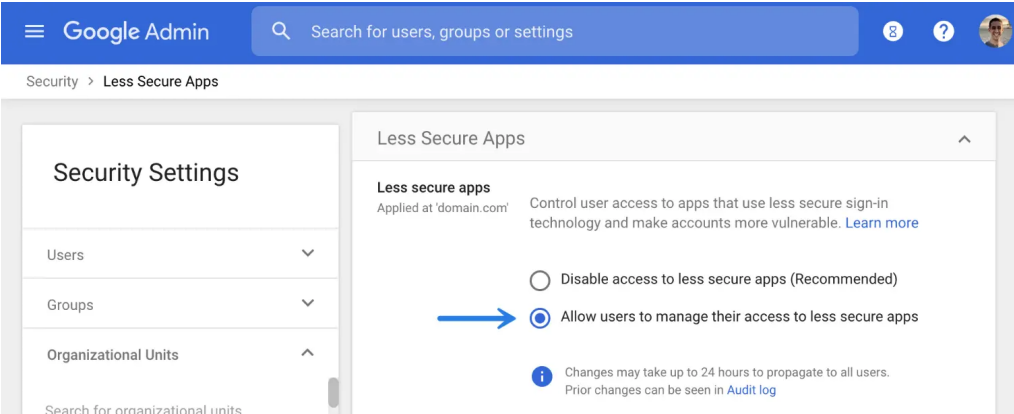 Google Admin
Search for users, groups or settings
Security > Less Secure Apps
Security Settings
Users
Groups
Organizational Units
Search for organizational units
Less Secure Apps
Less secure apps
Applied at 'domain.com'
Control user access to apps that use less secure sign-in
technology and make accounts more vulnerable. Learn more
Disable access to less secure apps (Recommended)
Allow users to manage their access to less secure apps
Changes may take up to 24 hours to propagate to all users.
Prior changes can be seen in Audit log